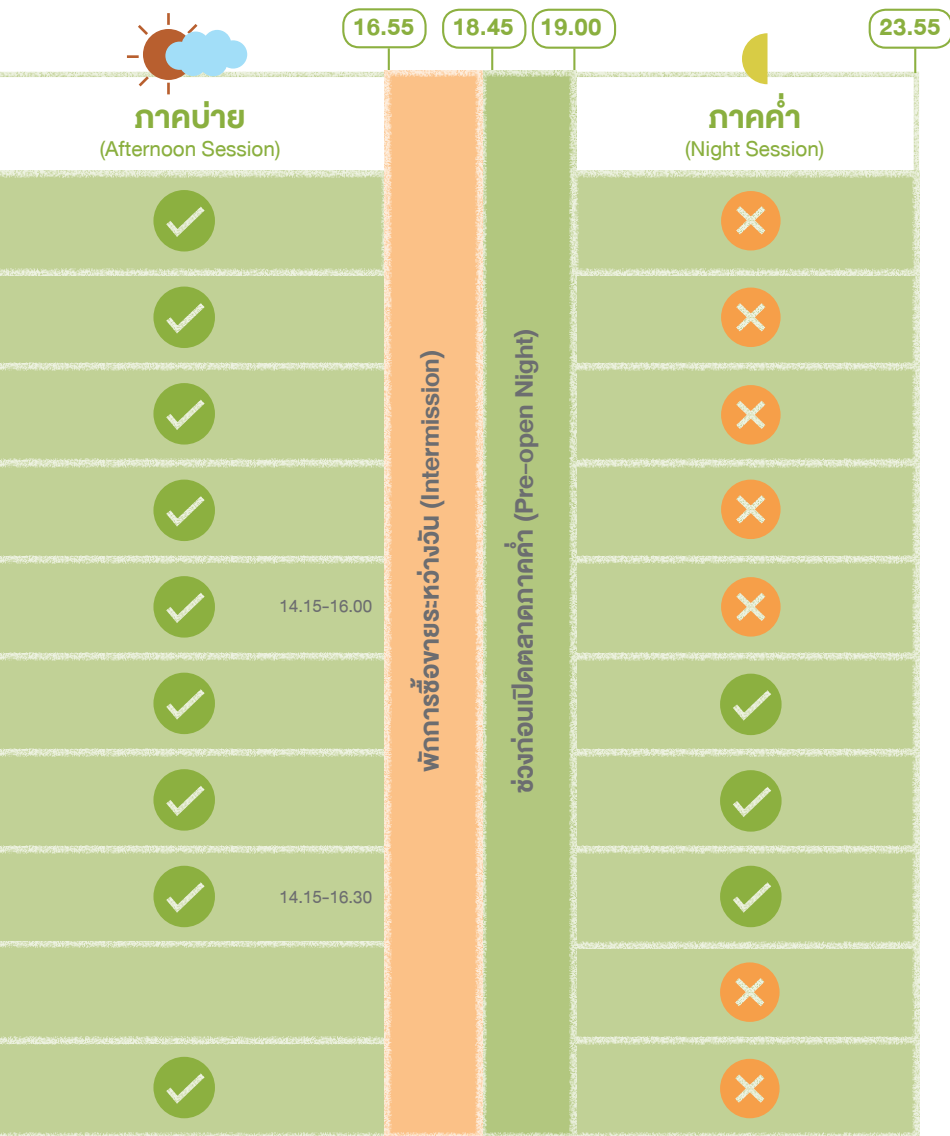 16.55
18.45
19.00
23.55
ภาคบ่าย
(Afternoon Session)
ภาคค่ำ
(Night Session)
พักการซื้อขายระหว่างวัน (Intermission)
ช่วงก่อนเปิดตลาดภาคค่ำ (Pre-open Night)
14.15-16.00
14.15-16.30